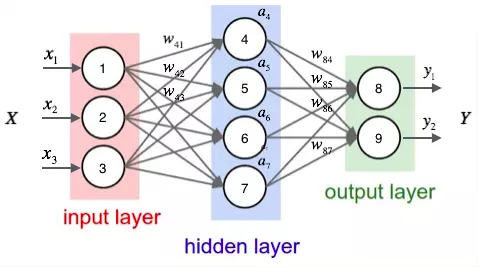 a₄
w₄₁
4
x₁
1
w₄₂
a₅
w₈₄
y₁
w₄₃
5
w₈₅
8
X
x₂
2
a₆
w₈₆
y₂
Y
6
9
x₃
3
a₇
w₈₇
7
input layer
output layer
hidden layer